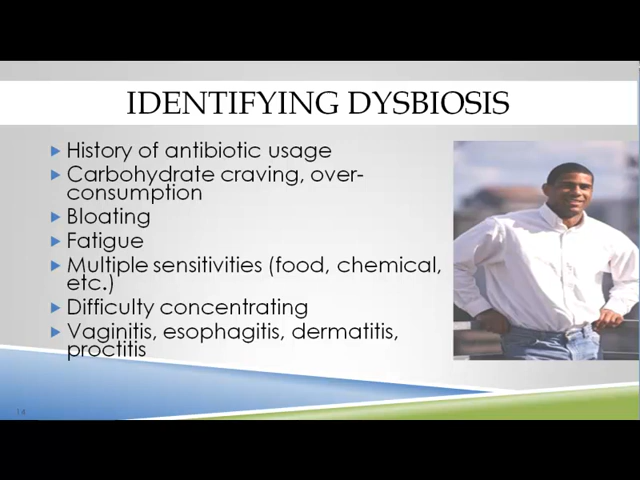 IDENTIFYING DYSBIOSIS
History of antibiotic usage
Carbohydrate craving, over-
consumption
Bloating
Fatigue
Multiple sensitivities (food, chemical,
etc.)
Difficulty concentrating
Vaginitis, esophagitis, dermatitis,
proctitis